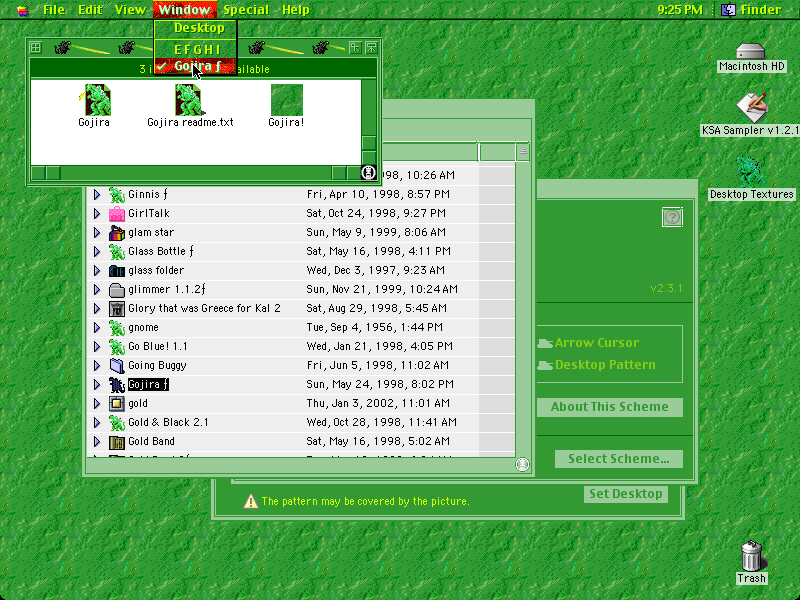 File Edit View Window Special Help 9:25 PM Finder
Desktop
E F G H I
✓ Gojira ƒ
3 i
ailable
Gojira
Gojira readme.txt
Gojira!
Macintosh HD
KSA Sampler v1.2.1
Desktop Textures
Trash
998, 10:26 AM
Ginnis ƒ Fri, Apr 10, 1998, 8:57 PM
GirlTalk Sat, Oct 24, 1998, 9:27 PM
glam star Sun, May 9, 1999, 8:06 AM
Glass Bottle ƒ Sat, May 16, 1998, 4:11 PM
glass folder Wed, Dec 3, 1997, 9:23 AM
glimmer 1.1.2ƒ Sun, Nov 21, 1999, 10:24 AM
Glory that was Greece for Kal 2 Sat, Aug 29, 1998, 5:45 AM
gnome Tue, Sep 4, 1956, 1:44 PM
Go Blue! 1.1 Wed, Jan 21, 1998, 4:05 PM
Going Buggy Fri, Jun 5, 1998, 11:02 AM
Gojira ƒ Sun, May 24, 1998, 8:02 PM
gold Thu, Jan 3, 2002, 11:01 AM
Gold & Black 2.1 Wed, Oct 28, 1998, 11:41 AM
Gold Band Sat, May 16, 1998, 5:02 AM
v2.3.1
Arrow Cursor
Desktop Pattern
About This Scheme
Select Scheme...
The pattern may be covered by the picture.
Set Desktop